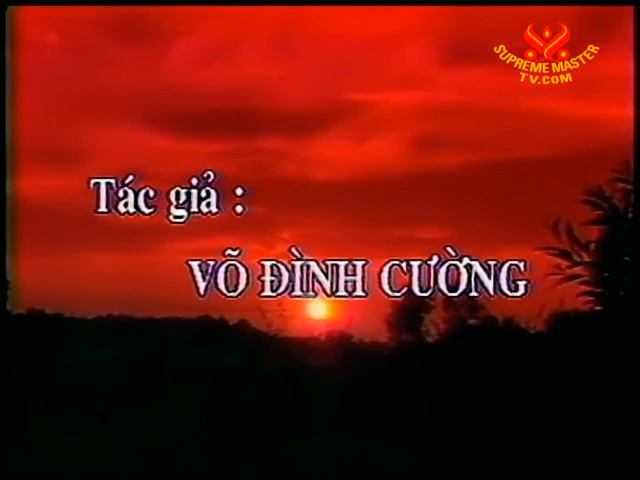 SUPREME MASTER
TV.COM
Tác giả :
VÕ ĐÌNH CƯỜNG